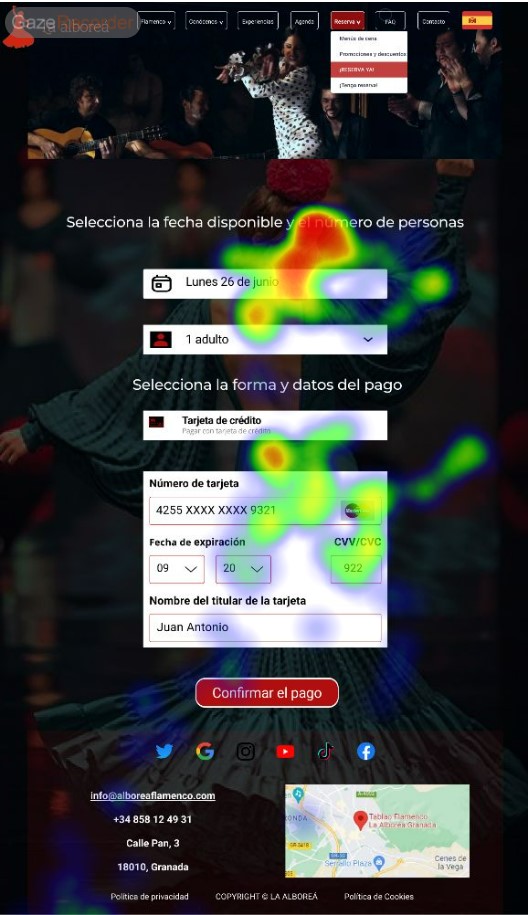 GazeRecorder
la alboreá
Flamenco
Conócenos
Experiencias
Agenda
Reserva
FAQ
Contacto
Menús de cena
Promociones y descuentos
¡RESERVA YA!
¡Tengo reserva!
Selecciona la fecha disponible y el número de personas
Lunes 26 de junio
1 adulto
Selecciona la forma y datos del pago
Tarjeta de crédito
Pagar con tarjeta de crédito
Número de tarjeta
4255 XXXX XXXX 9321
Fecha de expiración CVV/CVC
09 20 922
Nombre del titular de la tarjeta
Juan Antonio
Confirmar el pago
info@alboreaflamenco.com
+34 858 12 49 31
Calle Pan, 3
18010, Granada
Tablao Flamenco
La Alboreá Granada
Serrallo Plaza
Cenes de
la Vega
Política de privacidad COPYRIGHT © LA ALBOREÁ Política de Cookies